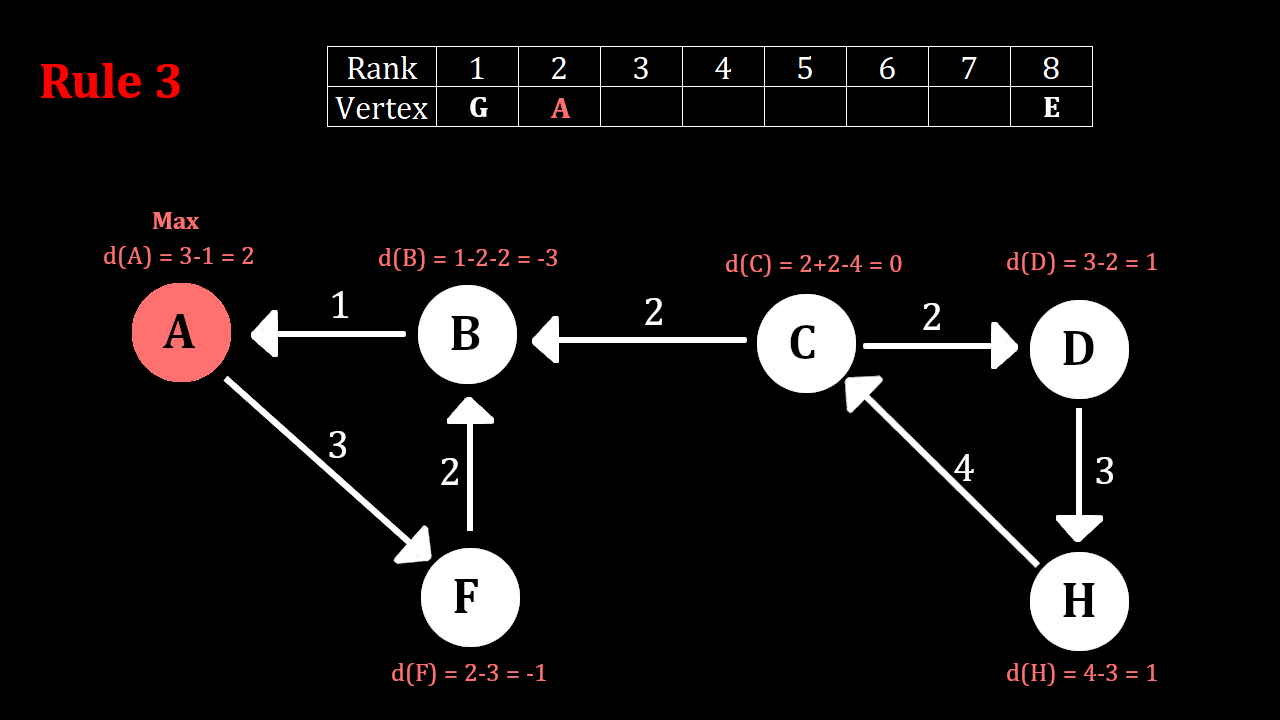 Rule 3
Rank 1 2 3 4 5 6 7 8
Vertex G A E
Max
d(A) = 3-1 = 2
d(B) = 1-2-2 = -3
d(C) = 2+2-4 = 0
d(D) = 3-2 = 1
1
2
2
A
B
C
D
3
2
4
3
F
H
d(F) = 2-3 = -1
d(H) = 4-3 = 1